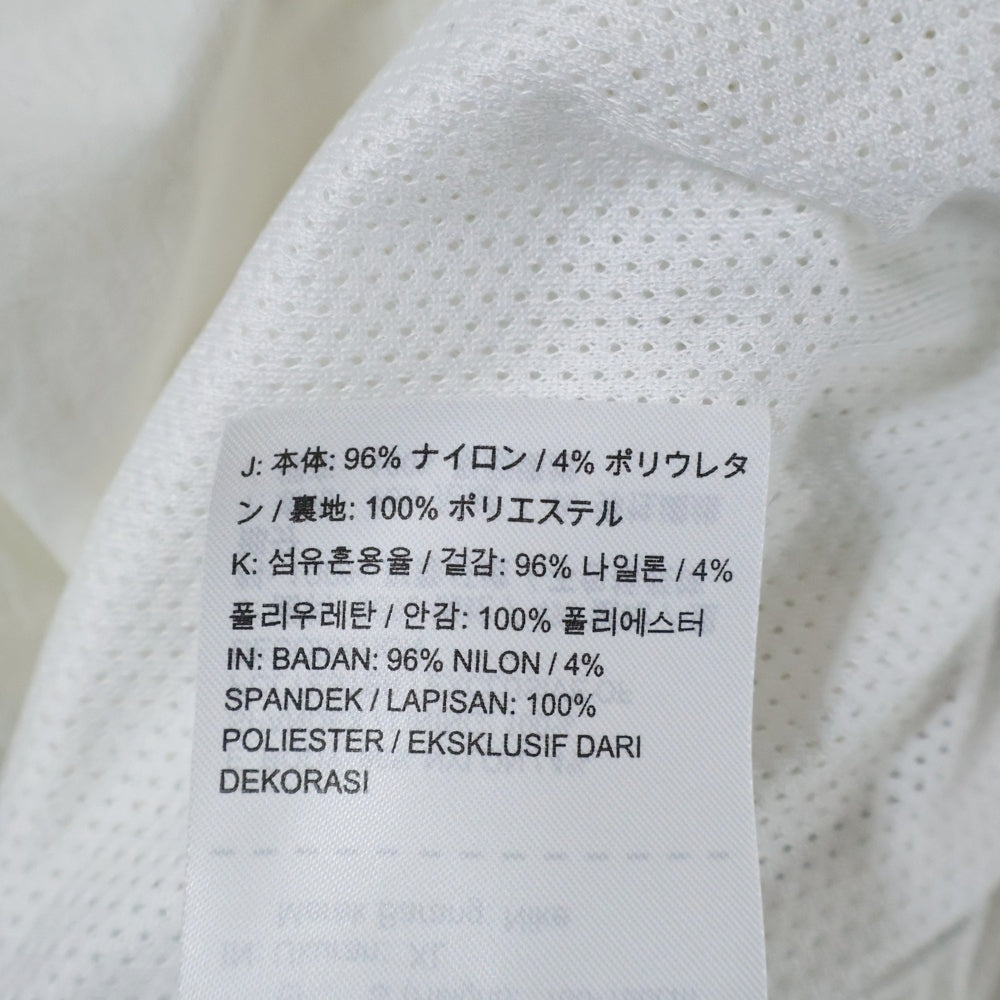 J: 本体: 96% ナイロン / 4% ポリウレタ
ン / 裏地: 100% ポリエステル
K: 섬유혼용율 / 겉감: 96% 나일론 / 4%
폴리우레탄 / 안감: 100% 폴리에스터
IN: BADAN: 96% NILON / 4%
SPANDEK / LAPISAN: 100%
POLIESTER / EKSKLUSIF DARI
DEKORASI